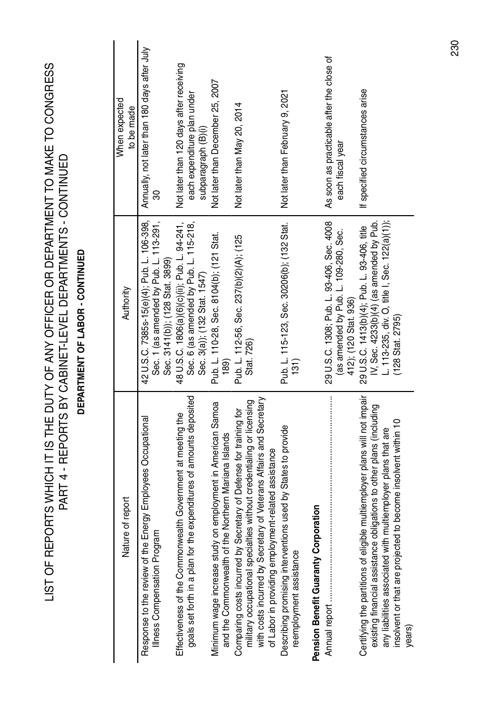 LIST OF REPORTS WHICH IT IS THE DUTY OF ANY OFFICER OR DEPARTMENT TO MAKE TO CONGRESS
PART 4 - REPORTS BY CABINET-LEVEL DEPARTMENTS - CONTINUED
DEPARTMENT OF LABOR - CONTINUED
Nature of report
Authority
When expected
to be made
Response to the review of the Energy Employees Occupational
Illness Compensation Program
42 U.S.C. 7385s-15(e)(4); Pub. L. 106-398,
Sec. 1 (as amended by Pub. L. 113-291,
Sec. 3141(b)); (128 Stat. 3899)
Annually, not later than 180 days after July
30
Effectiveness of the Commonwealth Government at meeting the
goals set forth in a plan for the expenditures of amounts deposited
48 U.S.C. 1806(a)(6)(c)(ii); Pub. L. 94-241,
Sec. 6 (as amended by Pub. L. 115-218,
Sec. 3(a)); (132 Stat. 1547)
Not later than 120 days after receiving
each expenditure plan under
subparagraph (B)(i)
Minimum wage increase study on employment in American Samoa
and the Commonwealth of the Northern Mariana Islands
Pub. L. 110-28, Sec. 8104(b); (121 Stat.
189)
Not later than December 25, 2007
Comparing costs incurred by Secretary of Defense for training for
military occupational specialties without credentialing or licensing
with costs incurred by Secretary of Veterans Affairs and Secretary
of Labor in providing employment-related assistance
Pub. L. 112-56, Sec. 237(b)(2)(A); (125
Stat. 726)
Not later than May 20, 2014
Describing promising interventions used by States to provide
reemployment assistance
Pub. L. 115-123, Sec. 30206(b); (132 Stat.
131)
Not later than February 9, 2021
Pension Benefit Guaranty Corporation
Annual report ........................................
29 U.S.C. 1308; Pub. L. 93-406, Sec. 4008
(as amended by Pub. L. 109-280, Sec.
412); (120 Stat. 936)
As soon as practicable after the close of
each fiscal year
Certifying the partitions of eligible multiemployer plans will not impair
existing financial assistance obligations to other plans (including
any liabilities associated with multiemployer plans that are
insolvent or that are projected to become insolvent within 10
years)
29 U.S.C. 1413(b)(4); Pub. L. 93-406, title
IV, Sec. 4233(b)(4) (as amended by Pub.
L. 113-235, div. O, title I, Sec. 122(a)(1));
(128 Stat. 2795)
If specified circumstances arise
230